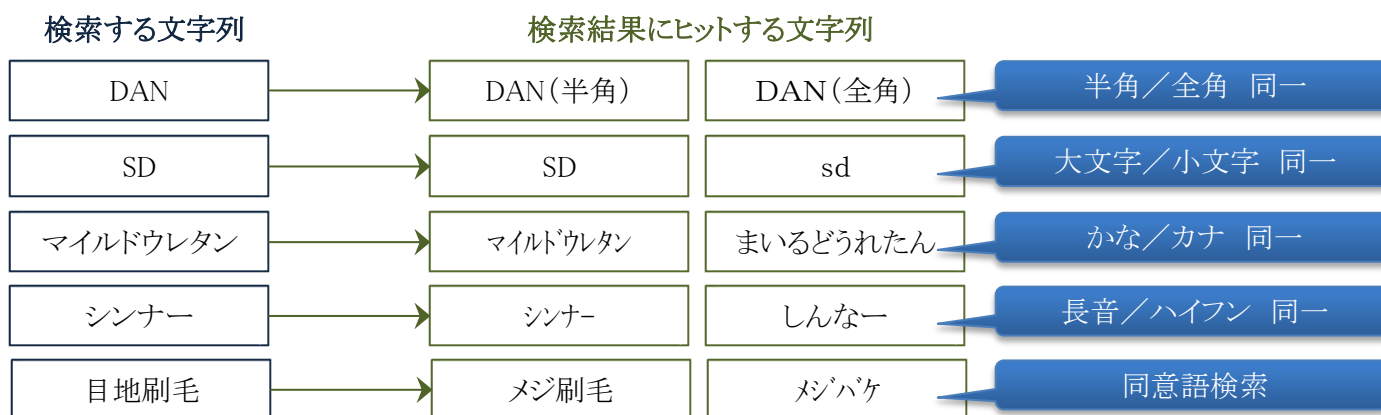 検索する文字列 検索結果にヒットする文字列
DAN DAN(半角) ＤＡＮ(全角) 半角／全角　同一
SD SD sd 大文字／小文字　同一
マイルドウレタン ﾏｲﾙﾄﾞｳﾚﾀﾝ まいるどうれたん かな／カナ　同一
シンナー ｼﾝﾅｰ しんなー 長音／ハイフン　同一
目地刷毛 メジ刷毛 ﾒｼﾞﾊﾞｹ 同意語検索